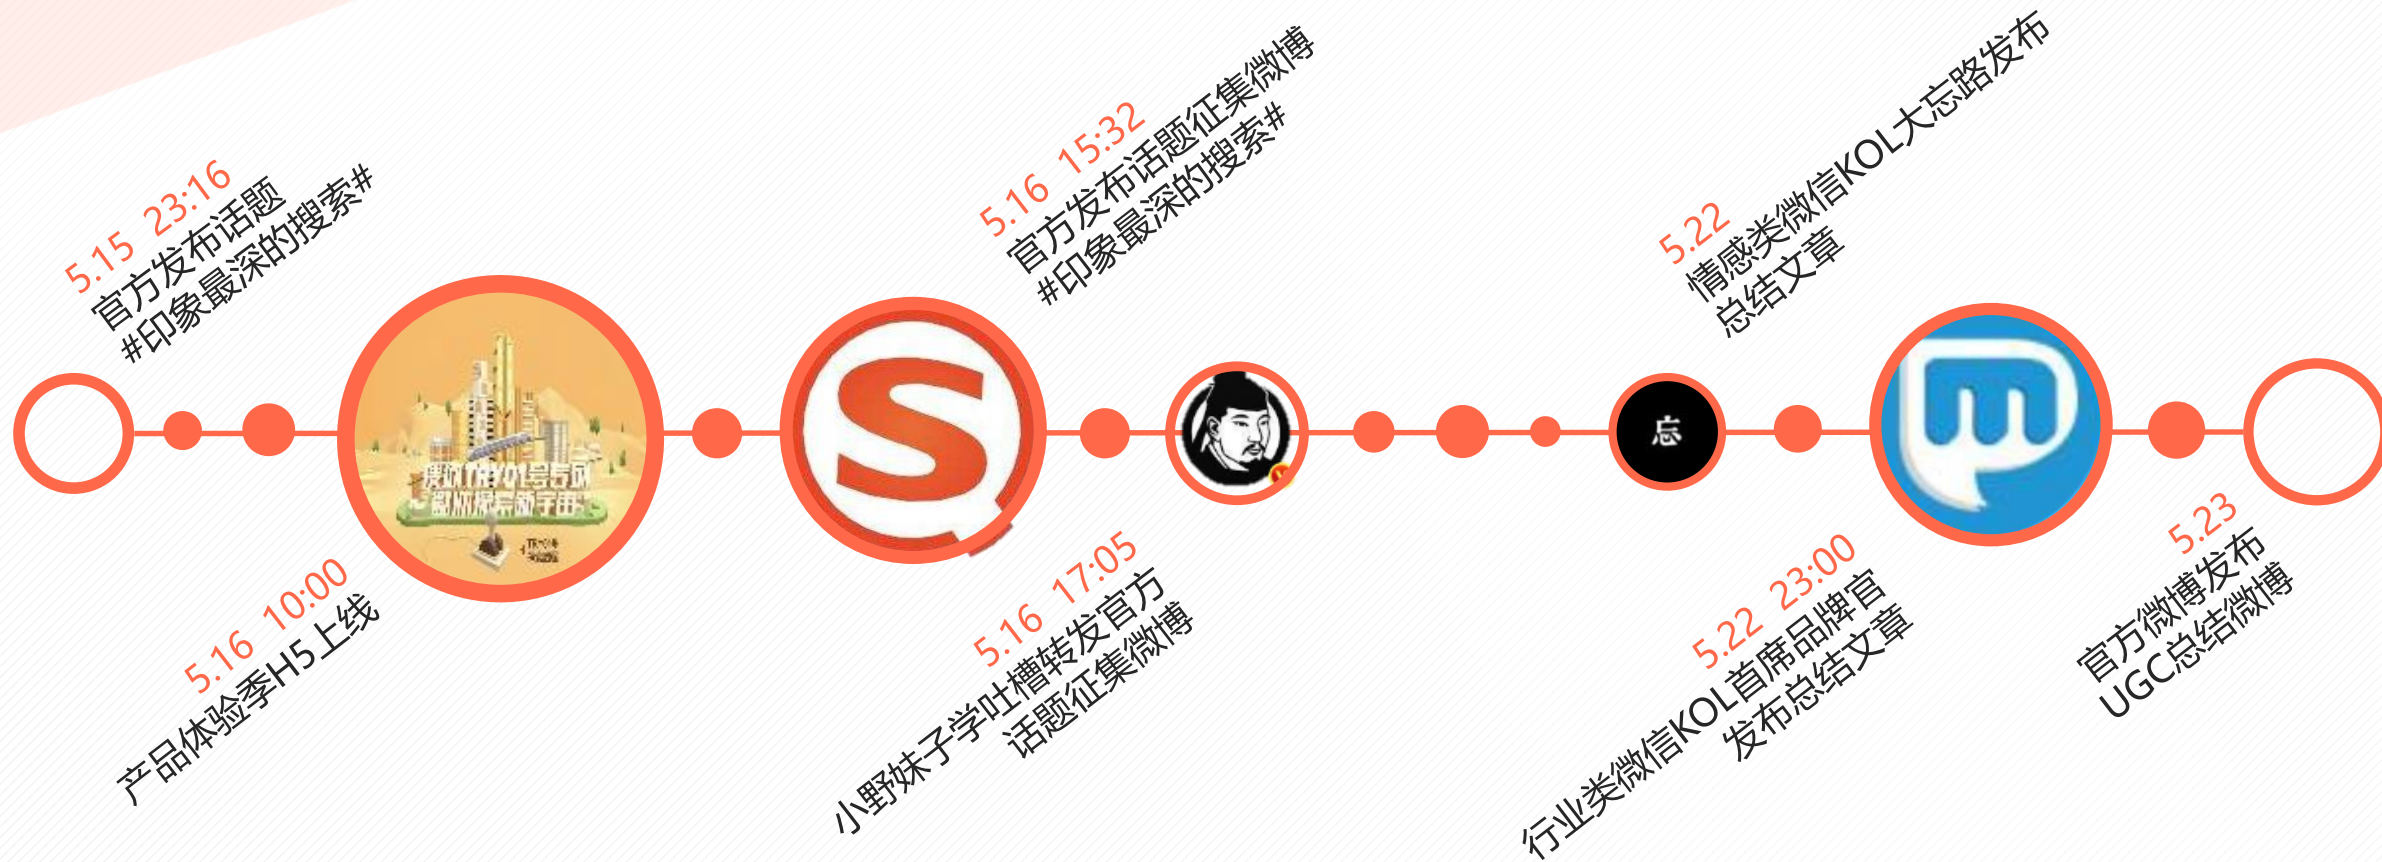 5.15 23:16
官方发布话题
#印象最深的搜索#
5.16 10:00
产品体验季H5上线
5.16 15:32
官方发布话题征集微博
#印象最深的搜索#
5.16 17:05
小野妹子学吐槽转发官方
话题征集微博
忘
5.22
情感类微信KOL大忘路发布
总结文章
5.22 23:00
行业类微信KOL首席品牌官
发布总结文章
5.23
官方微博发布
UGC总结微博